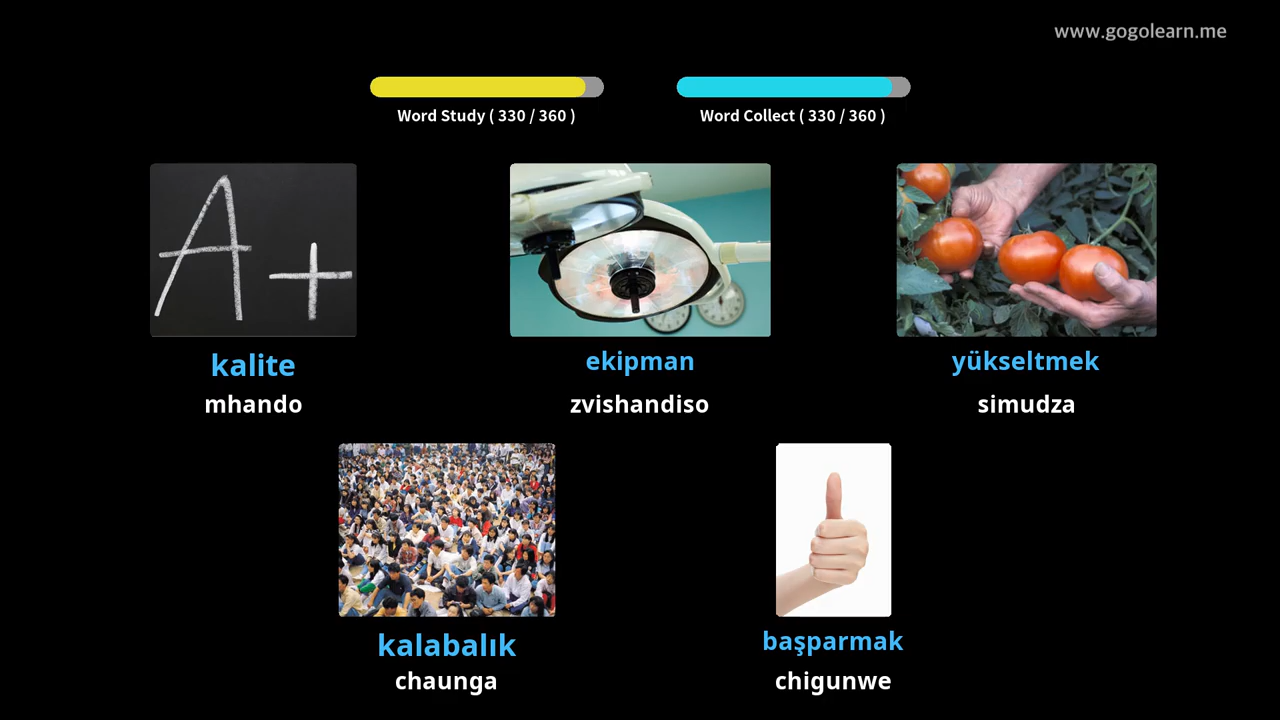 www.gogolearn.me
Word Study ( 330 / 360 )
Word Collect ( 330 / 360 )
A+
kalite
mhando
ekipman
zvishandiso
yükseltmek
simudza
kalabalık
chaunga
başparmak
chigunwe